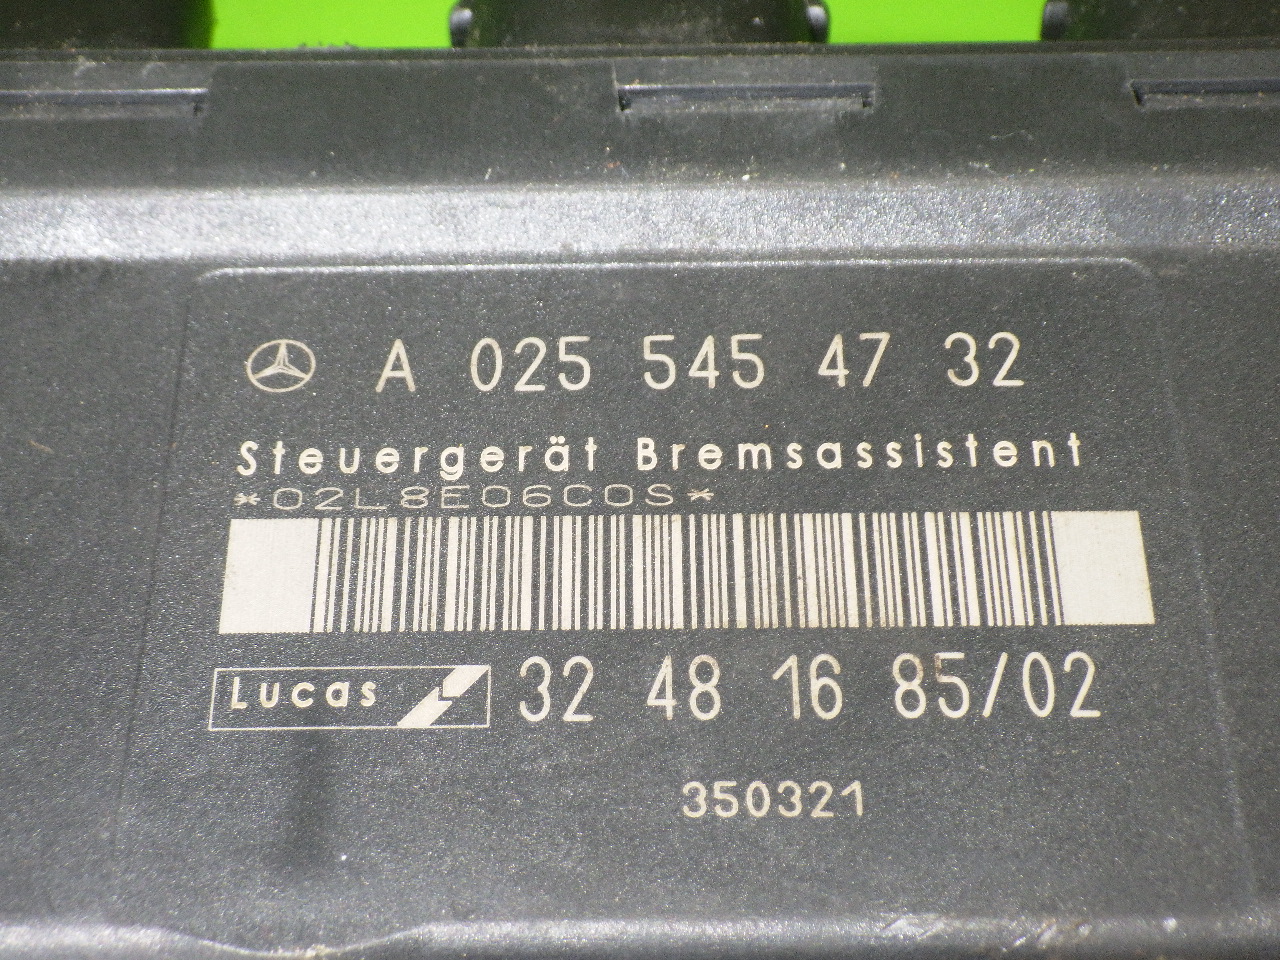 A 025 545 47 32
Steuergerät Bremsassistent
*02L8E06C0S*
Lucas 32 48 16 85/02
350321